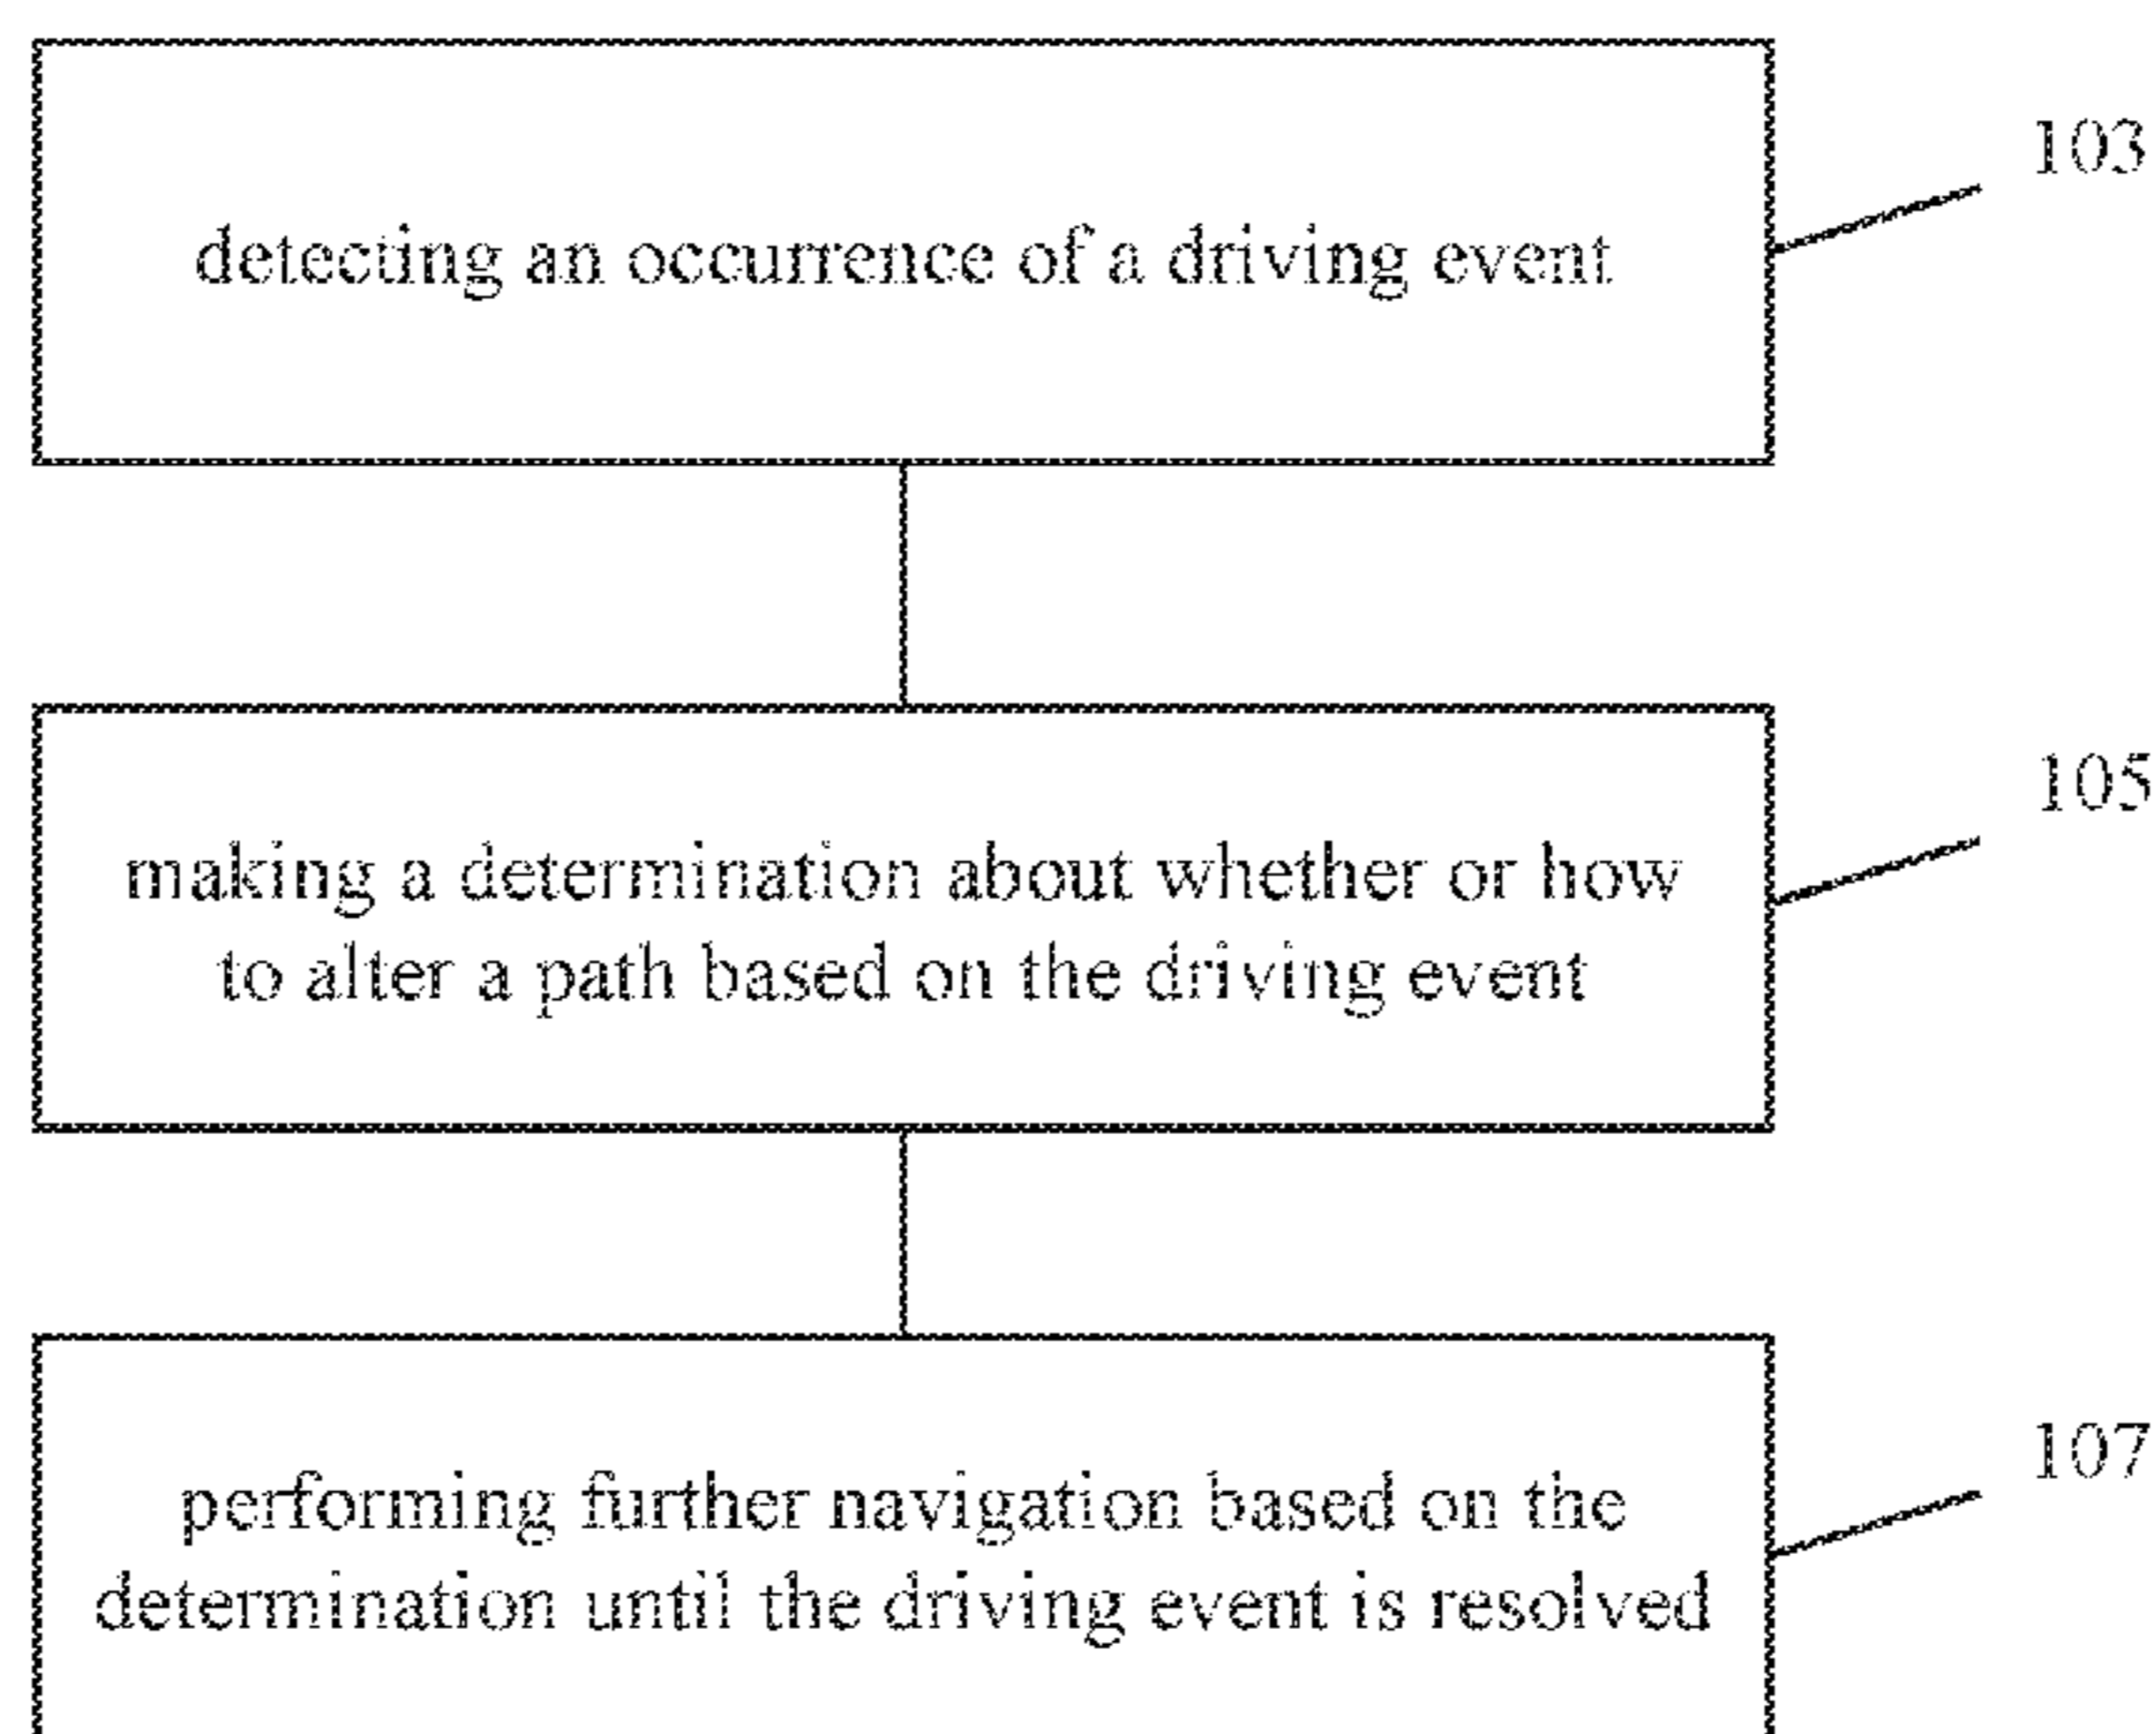 103
detecting an occurrence of a driving event
105
making a determination about whether or how
to alter a path based on the driving event
107
performing further navigation based on the
determination until the driving event is resolved